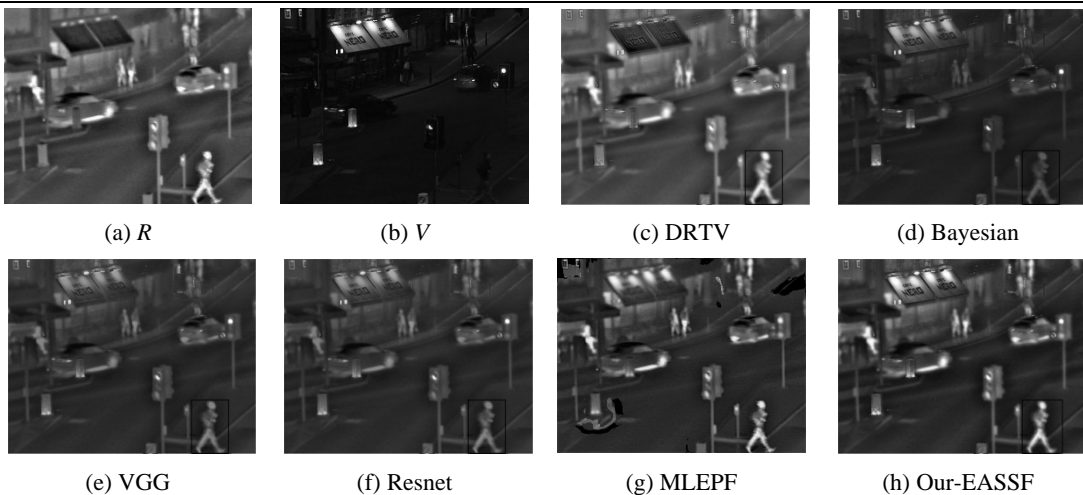 (a) R
(b) V
(c) DRTV
(d) Bayesian
(e) VGG
(f) Resnet
(g) MLEPF
(h) Our-EASSF